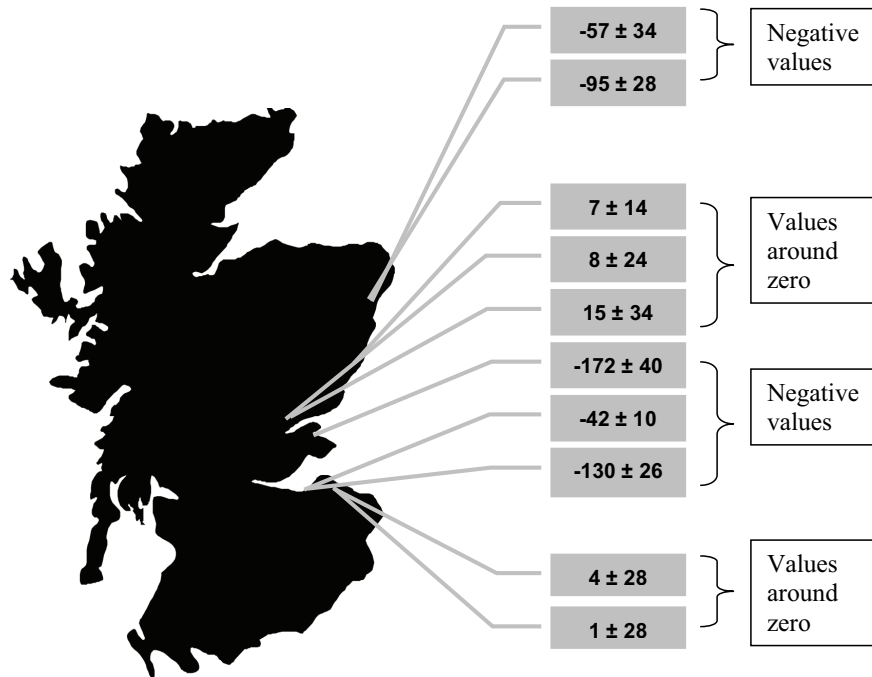 -57 ± 34
-95 ± 28
Negative
values
7 ± 14
8 ± 24
15 ± 34
Values
around
zero
-172 ± 40
-42 ± 10
-130 ± 26
Negative
values
4 ± 28
1 ± 28
Values
around
zero